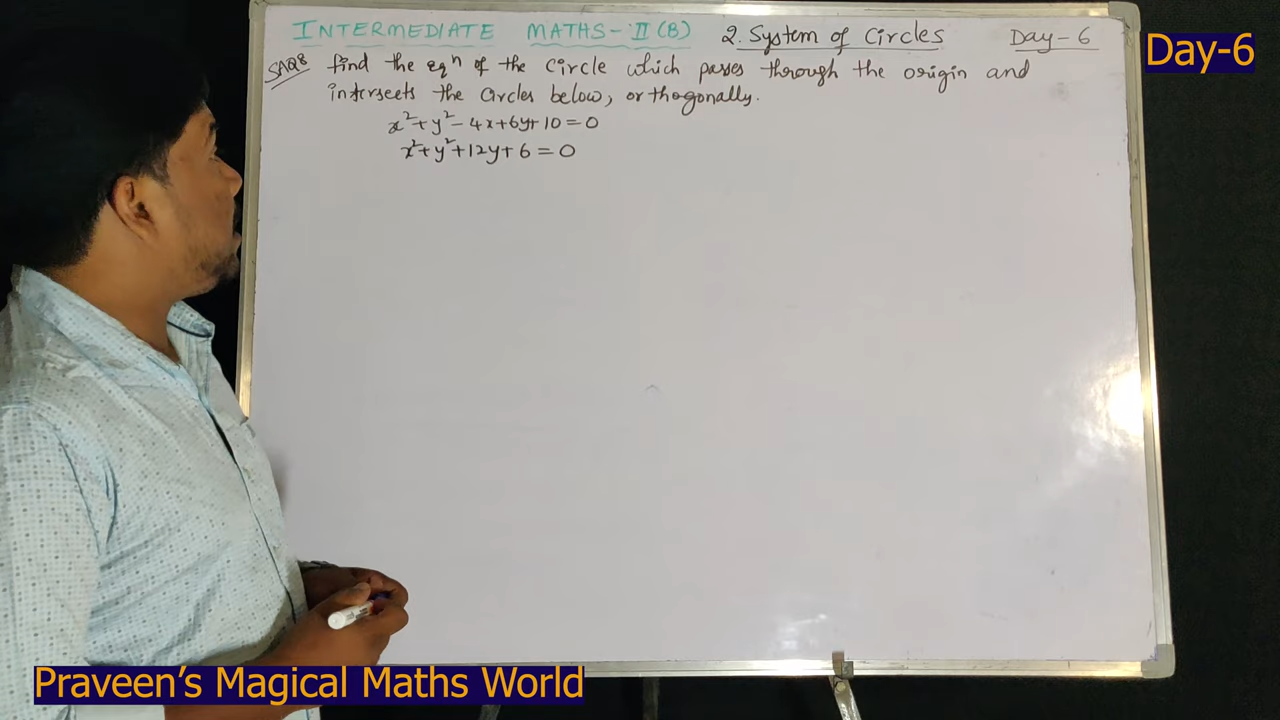 INTERMEDIATE MATHS-II(B) 2. System of Circles Day-6
Day-6
SAQ8 find the eqⁿ of the circle which passes through the origin and
intersects the circles below, orthogonally.
x²+y²-4x+6y+10=0
x²+y²+12y+6=0
Praveen's Magical Maths World